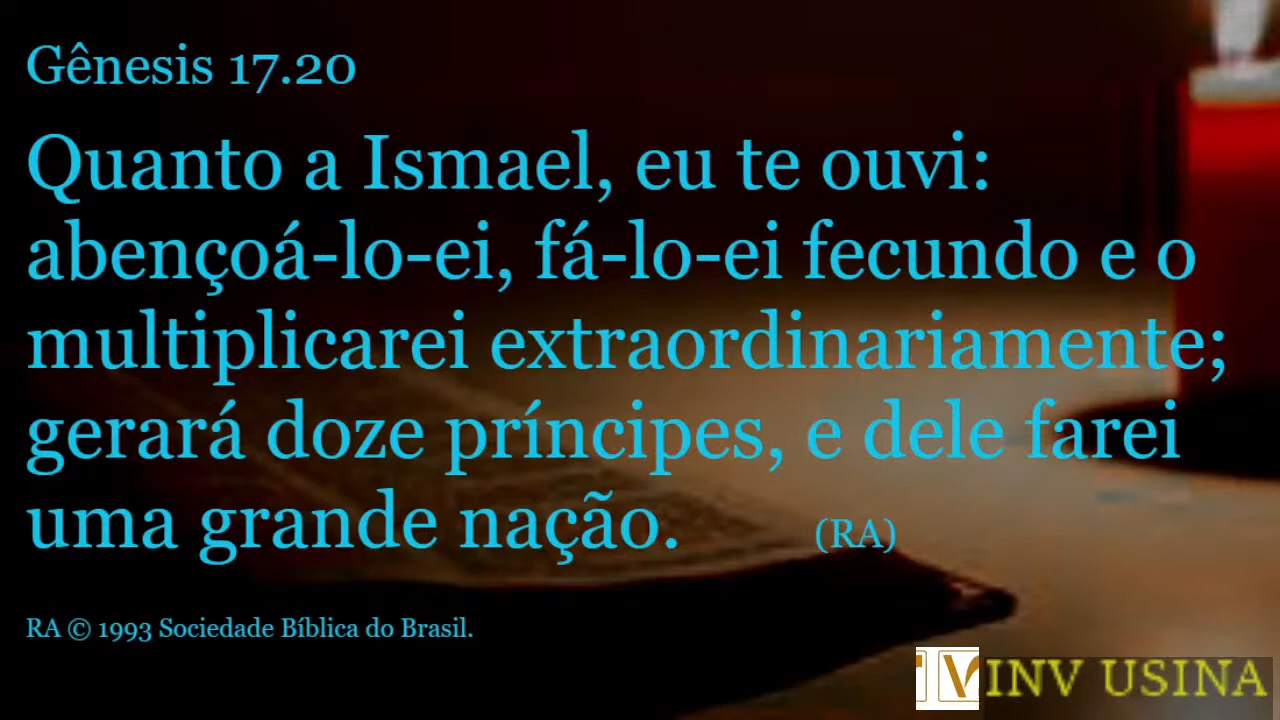 Gênesis 17.20
Quanto a Ismael, eu te ouvi:
abençoá-lo-ei, fá-lo-ei fecundo e o
multiplicarei extraordinariamente;
gerará doze príncipes, e dele farei
uma grande nação. (RA)
RA © 1993 Sociedade Bíblica do Brasil.
INV USINA